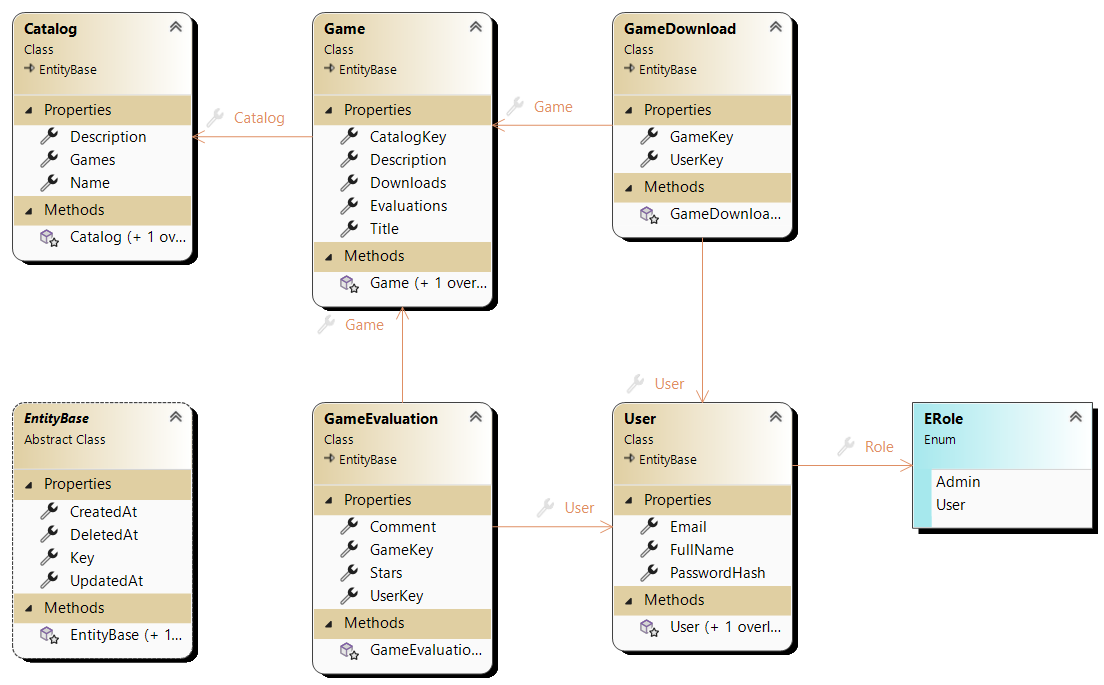 Catalog
Class
EntityBase
Properties
Description
Games
Name
Methods
Catalog (+ 1 ov...
Catalog
Game
Class
EntityBase
Properties
CatalogKey
Description
Downloads
Evaluations
Title
Methods
Game (+ 1 over...
Game
GameDownload
Class
EntityBase
Properties
GameKey
UserKey
Methods
GameDownloa...
Game
User
EntityBase
Abstract Class
Properties
CreatedAt
DeletedAt
Key
UpdatedAt
Methods
EntityBase (+ 1...
GameEvaluation
Class
EntityBase
Properties
Comment
GameKey
Stars
UserKey
Methods
GameEvaluatio...
User
User
Class
EntityBase
Properties
Email
FullName
PasswordHash
Methods
User (+ 1 overl...
Role
ERole
Enum
Admin
User